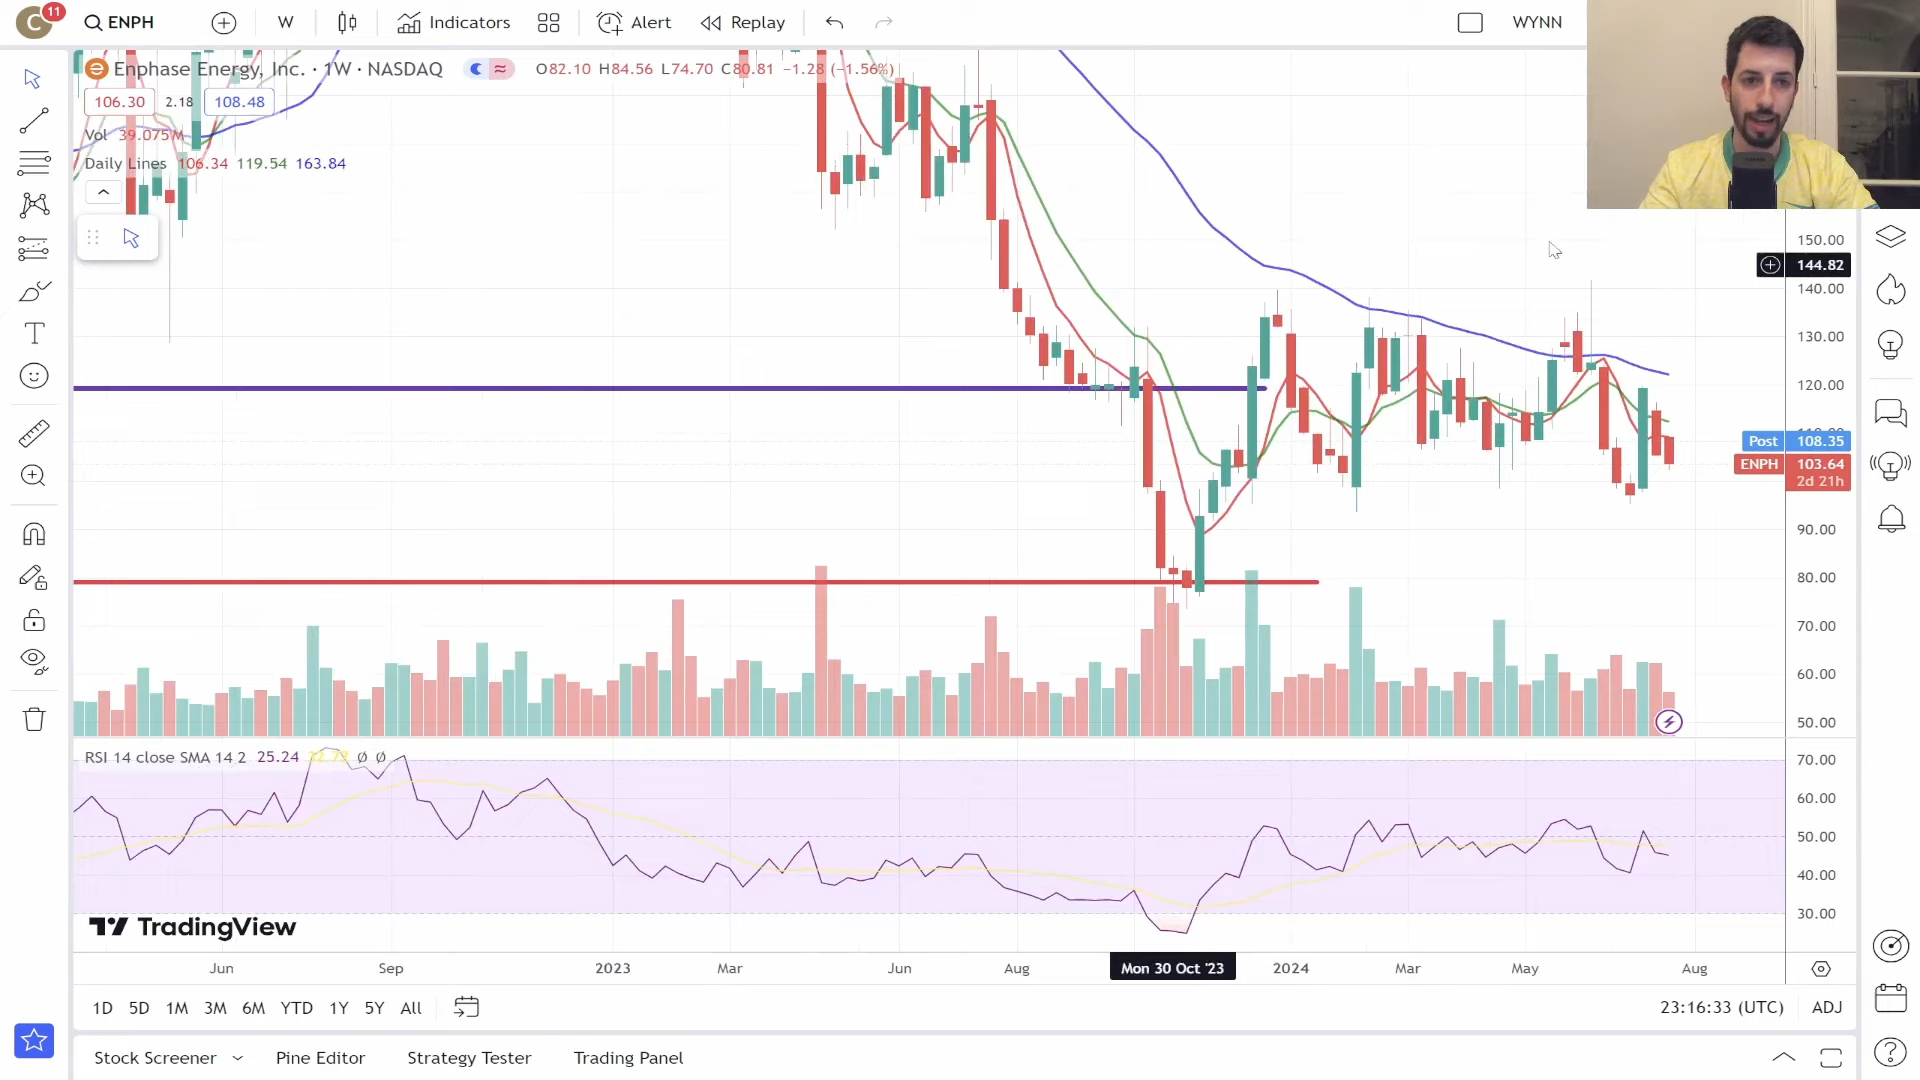 C 11 ENPH W Indicators Alert Replay WYNN
Enphase Energy, Inc. · 1W · NASDAQ O82.10 H84.56 L74.70 C80.81 −1.28 (−1.56%)
106.30 2.18 108.48
Vol 39.075M
Daily Lines 106.34 119.54 163.84
150.00
144.82
140.00
130.00
120.00
Post 108.35
ENPH 103.64
2d 21h
90.00
80.00
70.00
60.00
50.00
RSI 14 close SMA 14 2 25.24 Ø Ø
70.00
60.00
50.00
40.00
30.00
TradingView
Jun Sep 2023 Mar Jun Aug Mon 30 Oct '23 2024 Mar May Aug
1D 5D 1M 3M 6M YTD 1Y 5Y All 23:16:33 (UTC) ADJ
Stock Screener Pine Editor Strategy Tester Trading Panel